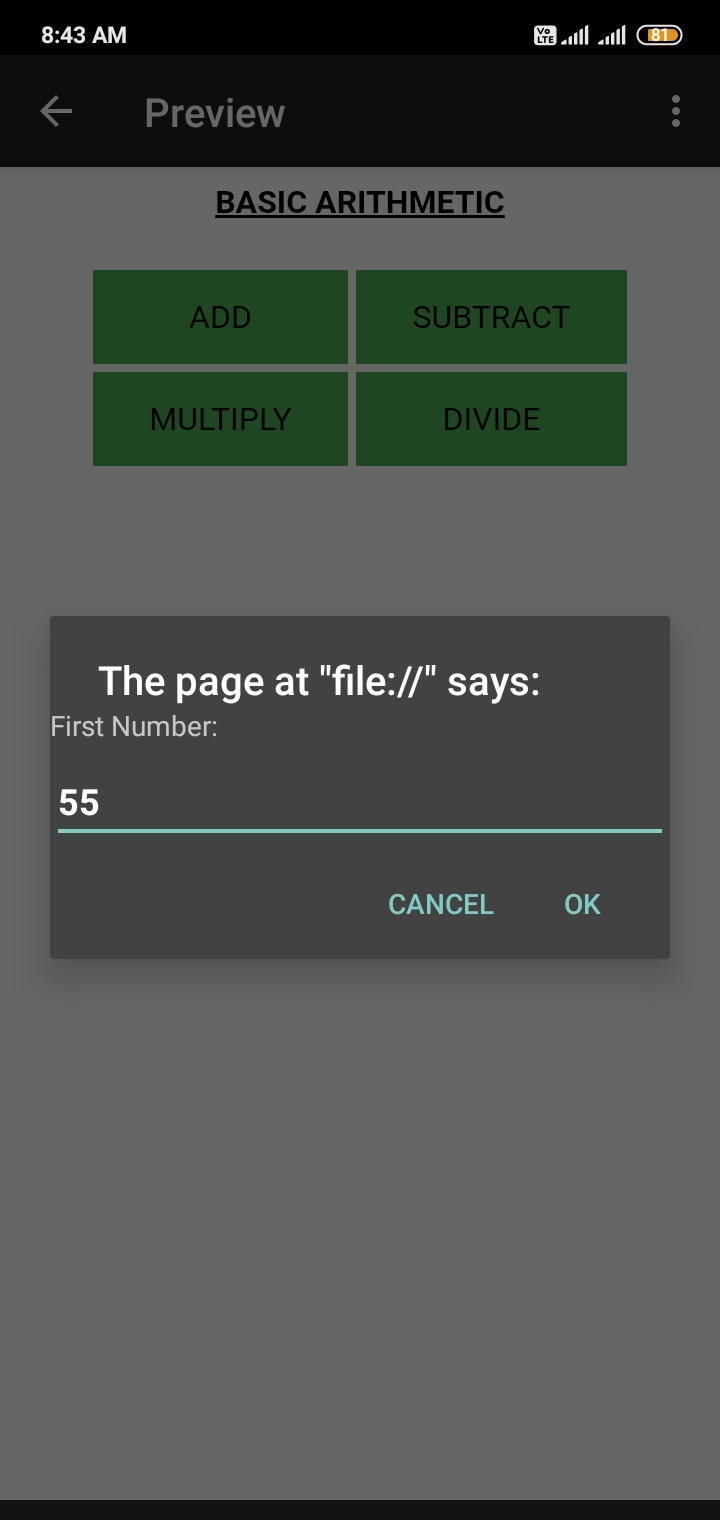 8:43 AM Vo LTE 81
Preview
BASIC ARITHMETIC
ADD SUBTRACT
MULTIPLY DIVIDE
The page at "file://" says:
First Number:
55
CANCEL OK